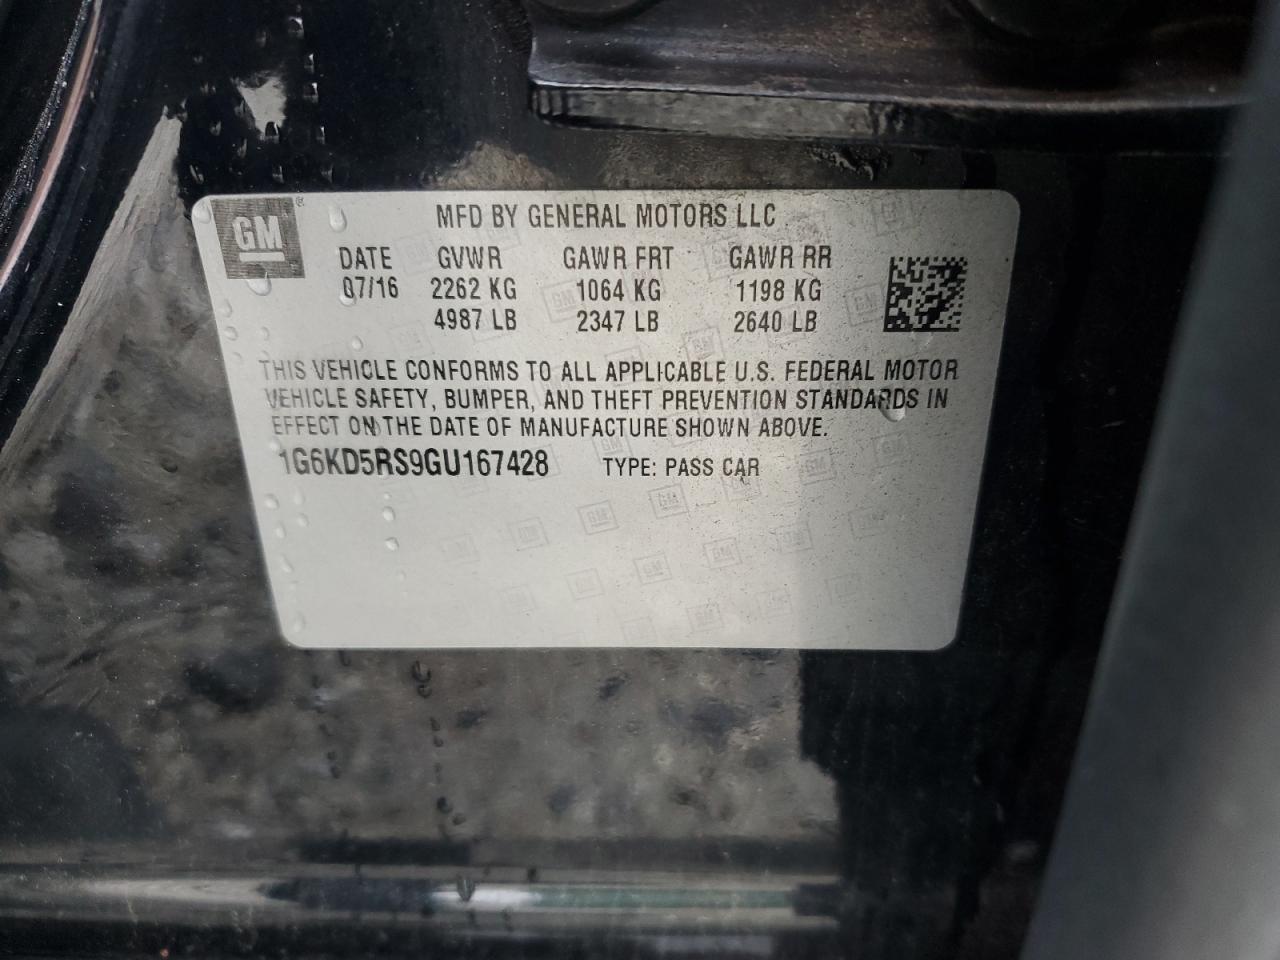 GM
MFD BY GENERAL MOTORS LLC
DATE GVWR GAWR FRT GAWR RR
07/16 2262 KG 1064 KG 1198 KG
4987 LB 2347 LB 2640 LB
THIS VEHICLE CONFORMS TO ALL APPLICABLE U.S. FEDERAL MOTOR
VEHICLE SAFETY, BUMPER, AND THEFT PREVENTION STANDARDS IN
EFFECT ON THE DATE OF MANUFACTURE SHOWN ABOVE.
1G6KD5RS9GU167428 TYPE: PASS CAR